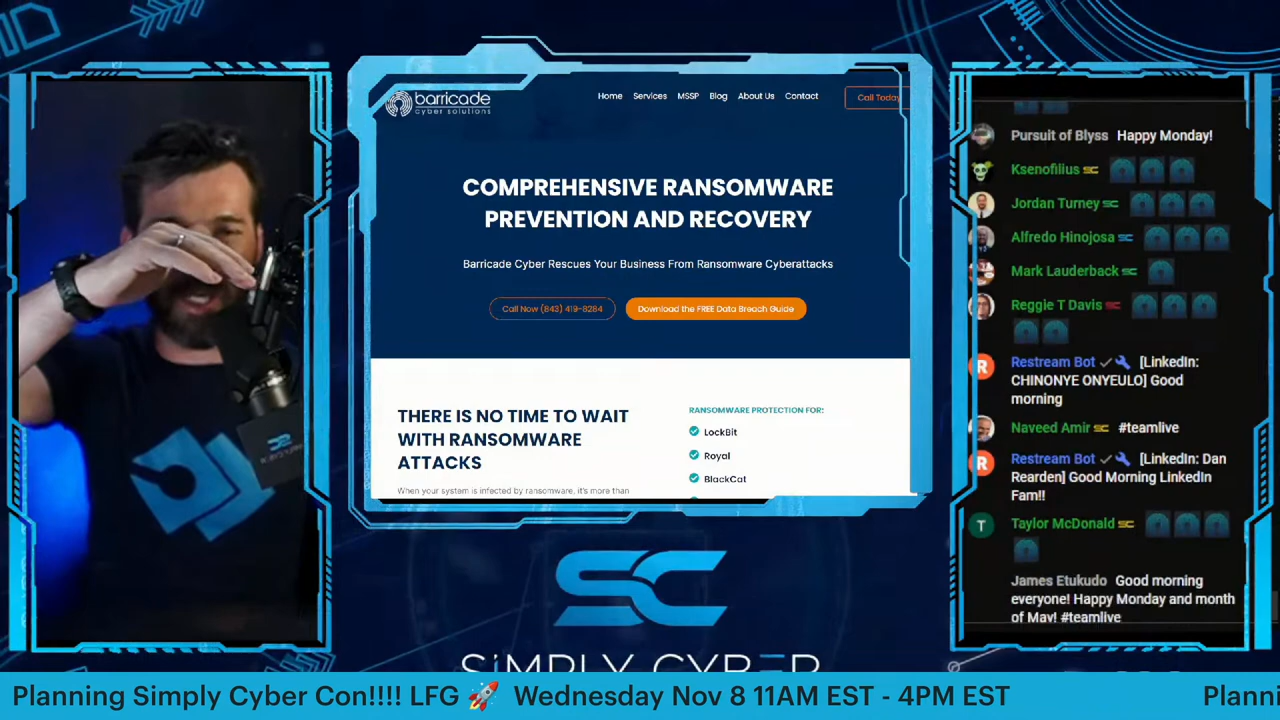 barricade
cyber solutions
Home Services MSSP Blog About Us Contact
Call Today
COMPREHENSIVE RANSOMWARE
PREVENTION AND RECOVERY
Barricade Cyber Rescues Your Business From Ransomware Cyberattacks
Call Now (843) 419-8284
Download the FREE Data Breach Guide
THERE IS NO TIME TO WAIT
WITH RANSOMWARE
ATTACKS
When your system is infected by ransomware, it's more than
RANSOMWARE PROTECTION FOR:
LockBit
Royal
BlackCat
Pursuit of Blyss Happy Monday!
Ksenofilius
Jordan Turney
Alfredo Hinojosa
Mark Lauderback
Reggie T Davis
Restream Bot [LinkedIn:
CHINONYE ONYEULO] Good
morning
Naveed Amir #teamlive
Restream Bot [LinkedIn: Dan
Rearden] Good Morning LinkedIn
Fam!!
T Taylor McDonald
James Etukudo Good morning
everyone! Happy Monday and month
of May! #teamlive
SC
SIMPLY CYBER
Planning Simply Cyber Con!!!! LFG 🚀 Wednesday Nov 8 11AM EST - 4PM EST Planni